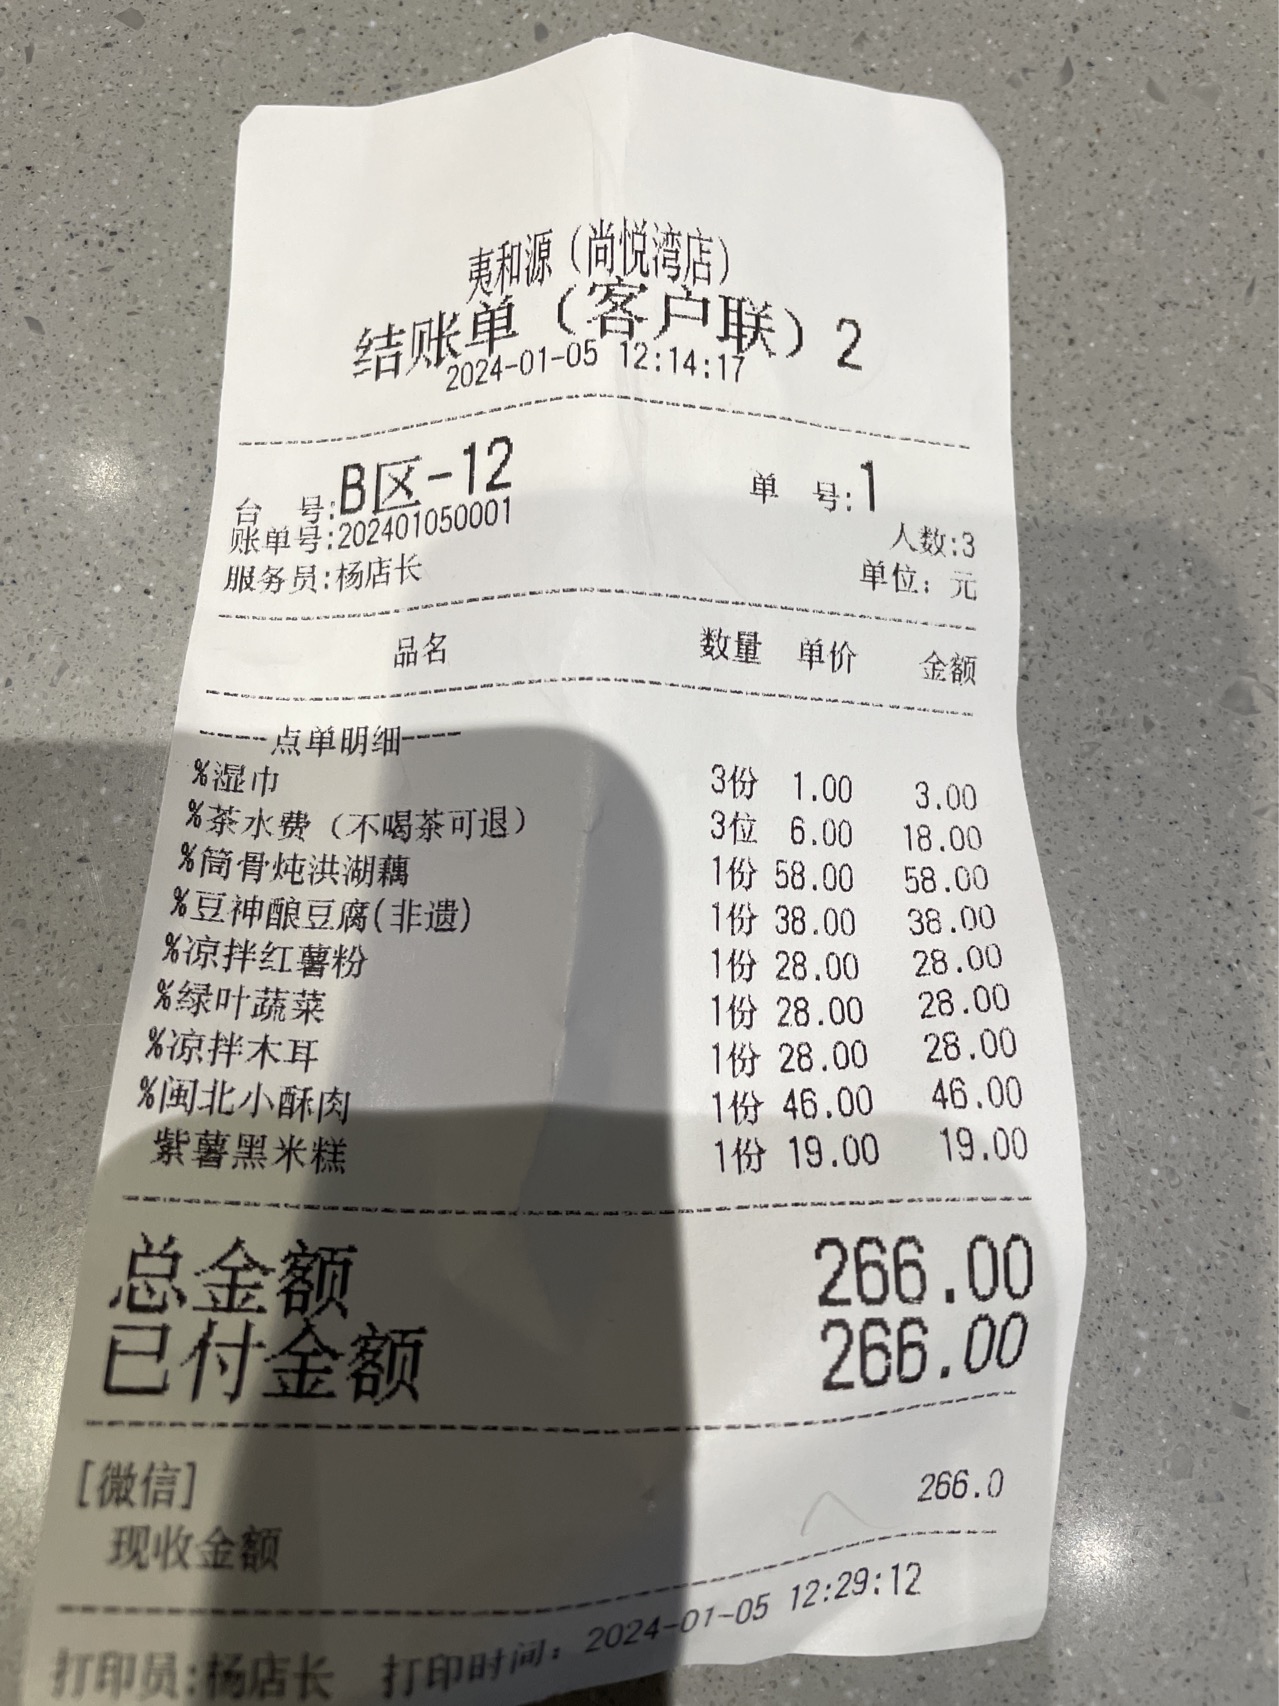 夷和源（尚悦湾店）
结账单（客户联）2
2024-01-05 12:14:17
台 号:B区-12 单 号:1
账单号:202401050001 人数:3
服务员:杨店长 单位：元
品名 数量 单价 金额
----点单明细----
%湿巾 3份 1.00 3.00
%茶水费（不喝茶可退） 3位 6.00 18.00
%筒骨炖洪湖藕 1份 58.00 58.00
%豆神酿豆腐(非遗) 1份 38.00 38.00
%凉拌红薯粉 1份 28.00 28.00
%绿叶蔬菜 1份 28.00 28.00
%凉拌木耳 1份 28.00 28.00
%闽北小酥肉 1份 46.00 46.00
紫薯黑米糕 1份 19.00 19.00
总金额 266.00
已付金额 266.00
[微信] 266.0
现收金额
打印员:杨店长 打印时间：2024-01-05 12:29:12